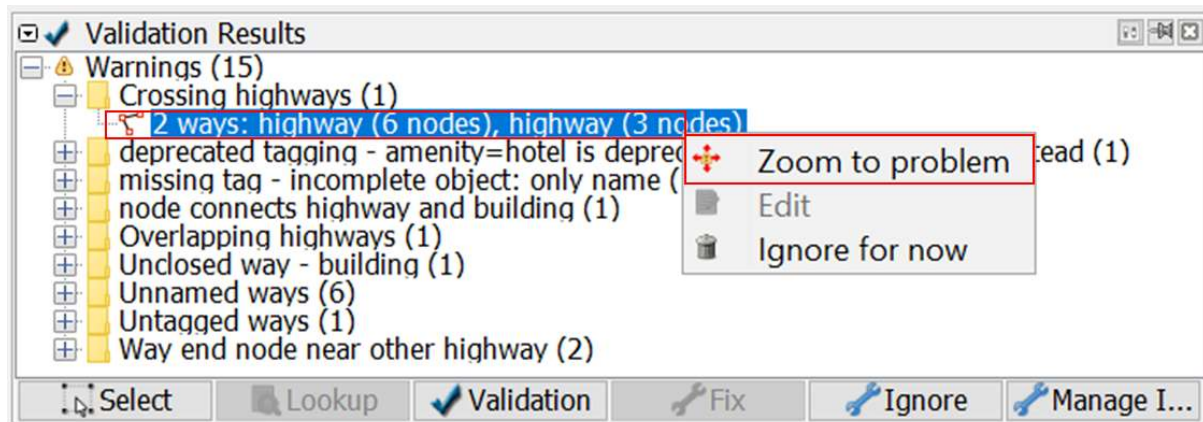 Validation Results
Warnings (15)
Crossing highways (1)
2 ways: highway (6 nodes), highway (3 nodes)
deprecated tagging - amenity=hotel is deprec
Zoom to problem
ead (1)
missing tag - incomplete object: only name (
Edit
node connects highway and building (1)
Overlapping highways (1)
Ignore for now
Unclosed way - building (1)
Unnamed ways (6)
Untagged ways (1)
Way end node near other highway (2)
Select Lookup Validation Fix Ignore Manage I...